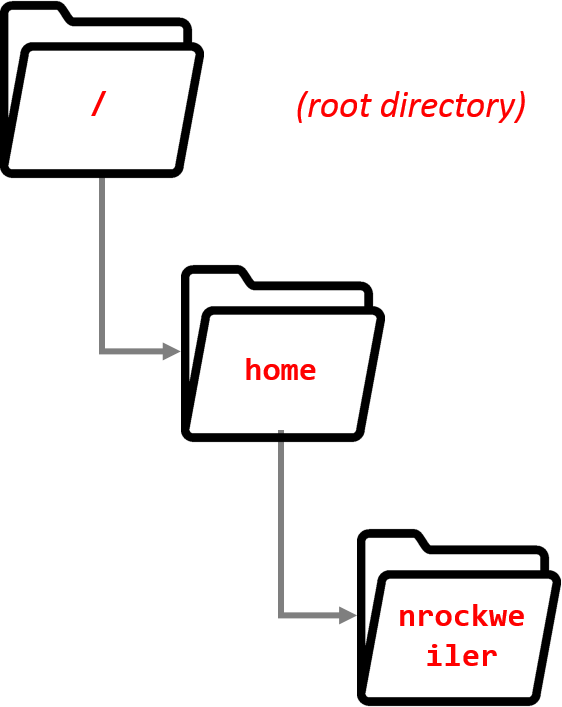 /
(root directory)
home
nrockwe
iler